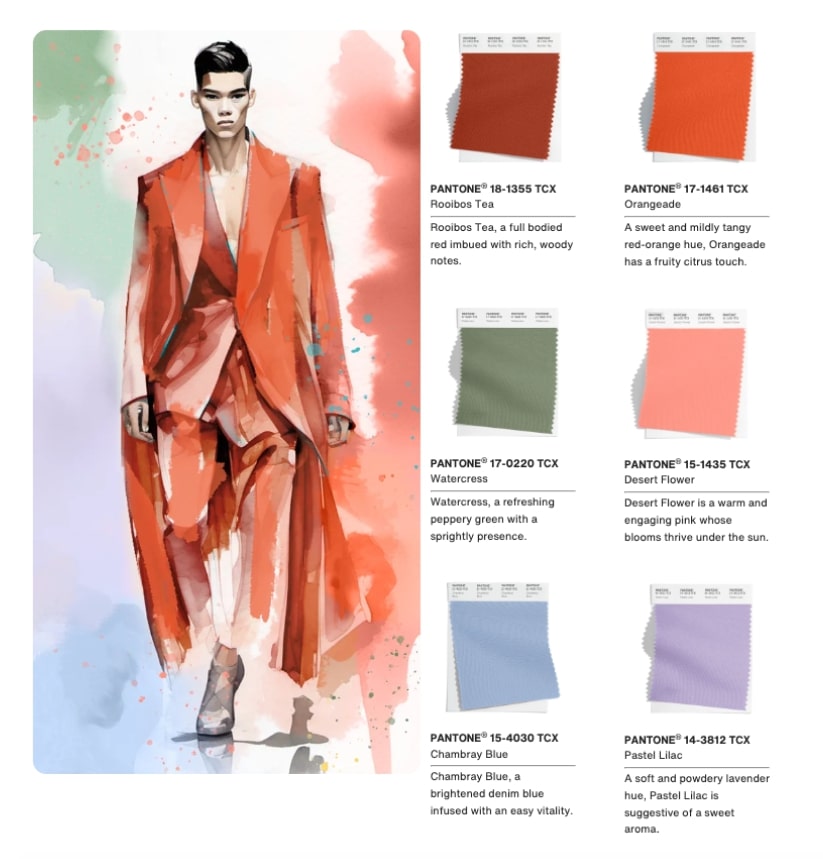 PANTONE® 18-1355 TCX
Rooibos Tea
Rooibos Tea, a full bodied
red imbued with rich, woody
notes.
PANTONE® 17-1461 TCX
Orangeade
A sweet and mildly tangy
red-orange hue, Orangeade
has a fruity citrus touch.
PANTONE® 17-0220 TCX
Watercress
Watercress, a refreshing
peppery green with a
sprightly presence.
PANTONE® 15-1435 TCX
Desert Flower
Desert Flower is a warm and
engaging pink whose
blooms thrive under the sun.
PANTONE® 15-4030 TCX
Chambray Blue
Chambray Blue, a
brightened denim blue
infused with an easy vitality.
PANTONE® 14-3812 TCX
Pastel Lilac
A soft and powdery lavender
hue, Pastel Lilac is
suggestive of a sweet
aroma.